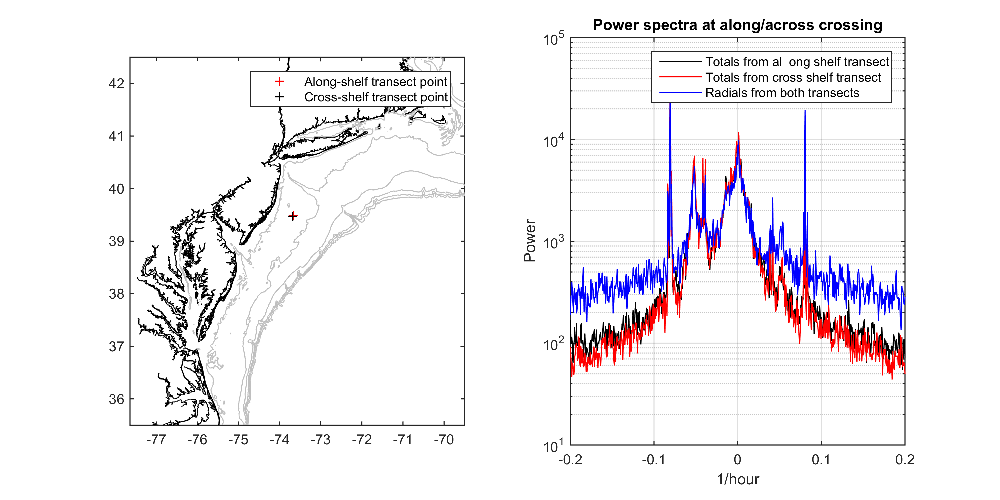 Along-shelf transect point
Cross-shelf transect point
42
41
40
39
38
37
36
-77 -76 -75 -74 -73 -72 -71 -70
Power spectra at along/across crossing
Totals from al ong shelf transect
Totals from cross shelf transect
Radials from both transects
10^5
10^4
10^3
10^2
10^1
Power
-0.2 -0.1 0 0.1 0.2
1/hour